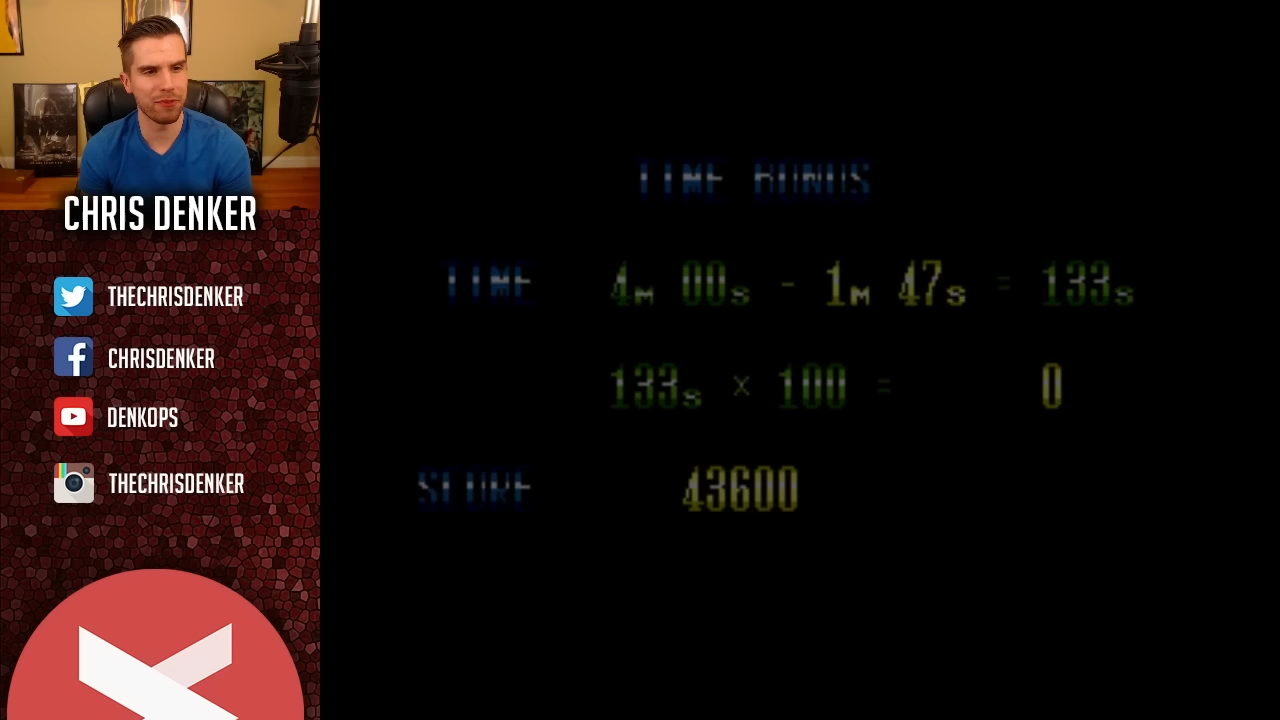 CHRIS DENKER
THECHRISDENKER
CHRISDENKER
DENKOPS
THECHRISDENKER
TIME BONUS
TIME 4M 00S - 1M 47S = 133S
133S × 100 = 0
SCORE 43600